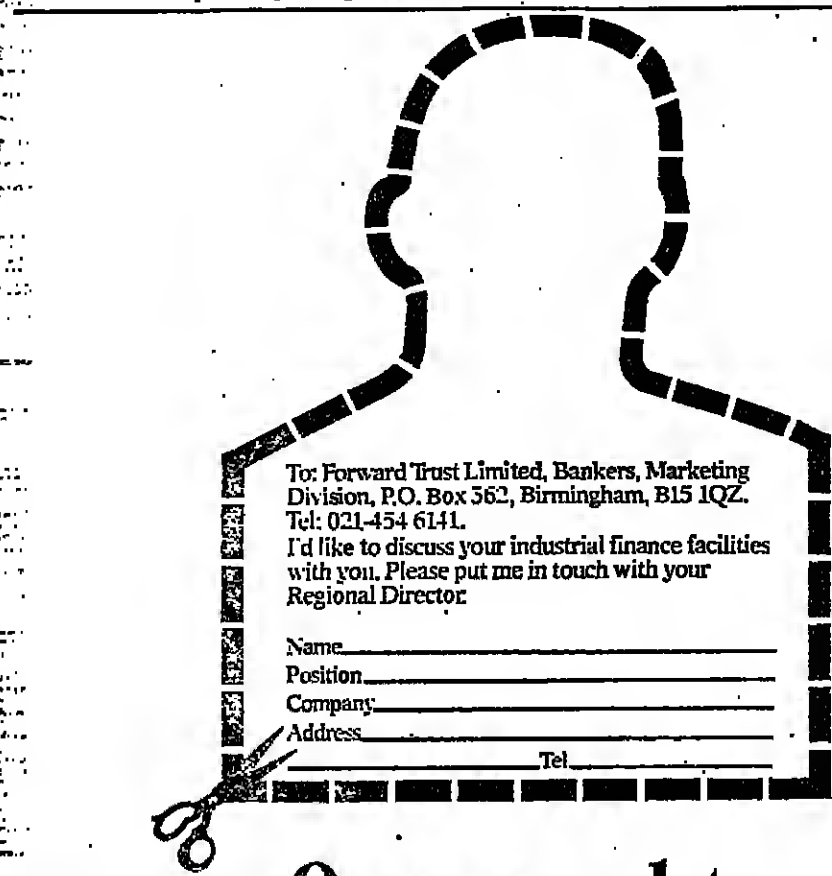 To: Forward Trust Limited, Bankers, Marketing
Division, P.O. Box 562, Birmingham, B15 1QZ.
Tel: 021-454 6141.
I'd like to discuss your industrial finance facilities
with you. Please put me in touch with your
Regional Director.
Name
Position
Company
Address
Tel